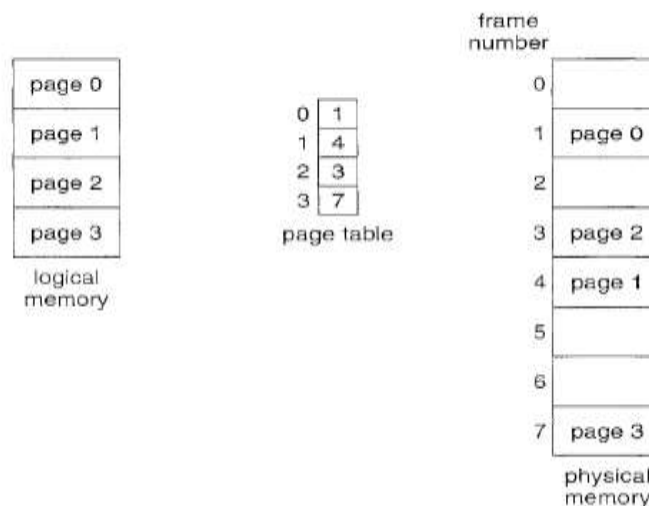 page 0
page 1
page 2
page 3
logical
memory
0 1
1 4
2 3
3 7
page table
frame
number
0
1 page 0
2
3 page 2
4 page 1
5
6
7 page 3
physical
memory